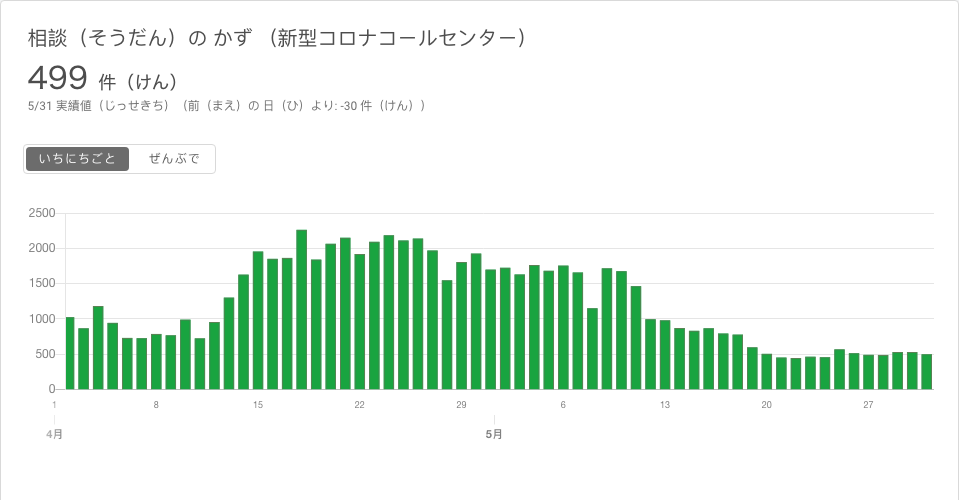 相談（そうだん）の かず （新型コロナコールセンター）
499 件（けん）
5/31 実績値（じっせきち）（前（まえ）の 日（ひ）より: -30 件（けん））
いちにちごと ぜんぶで
2500
2000
1500
1000
500
0
1 8 15 22 29 6 13 20 27
4月 5月